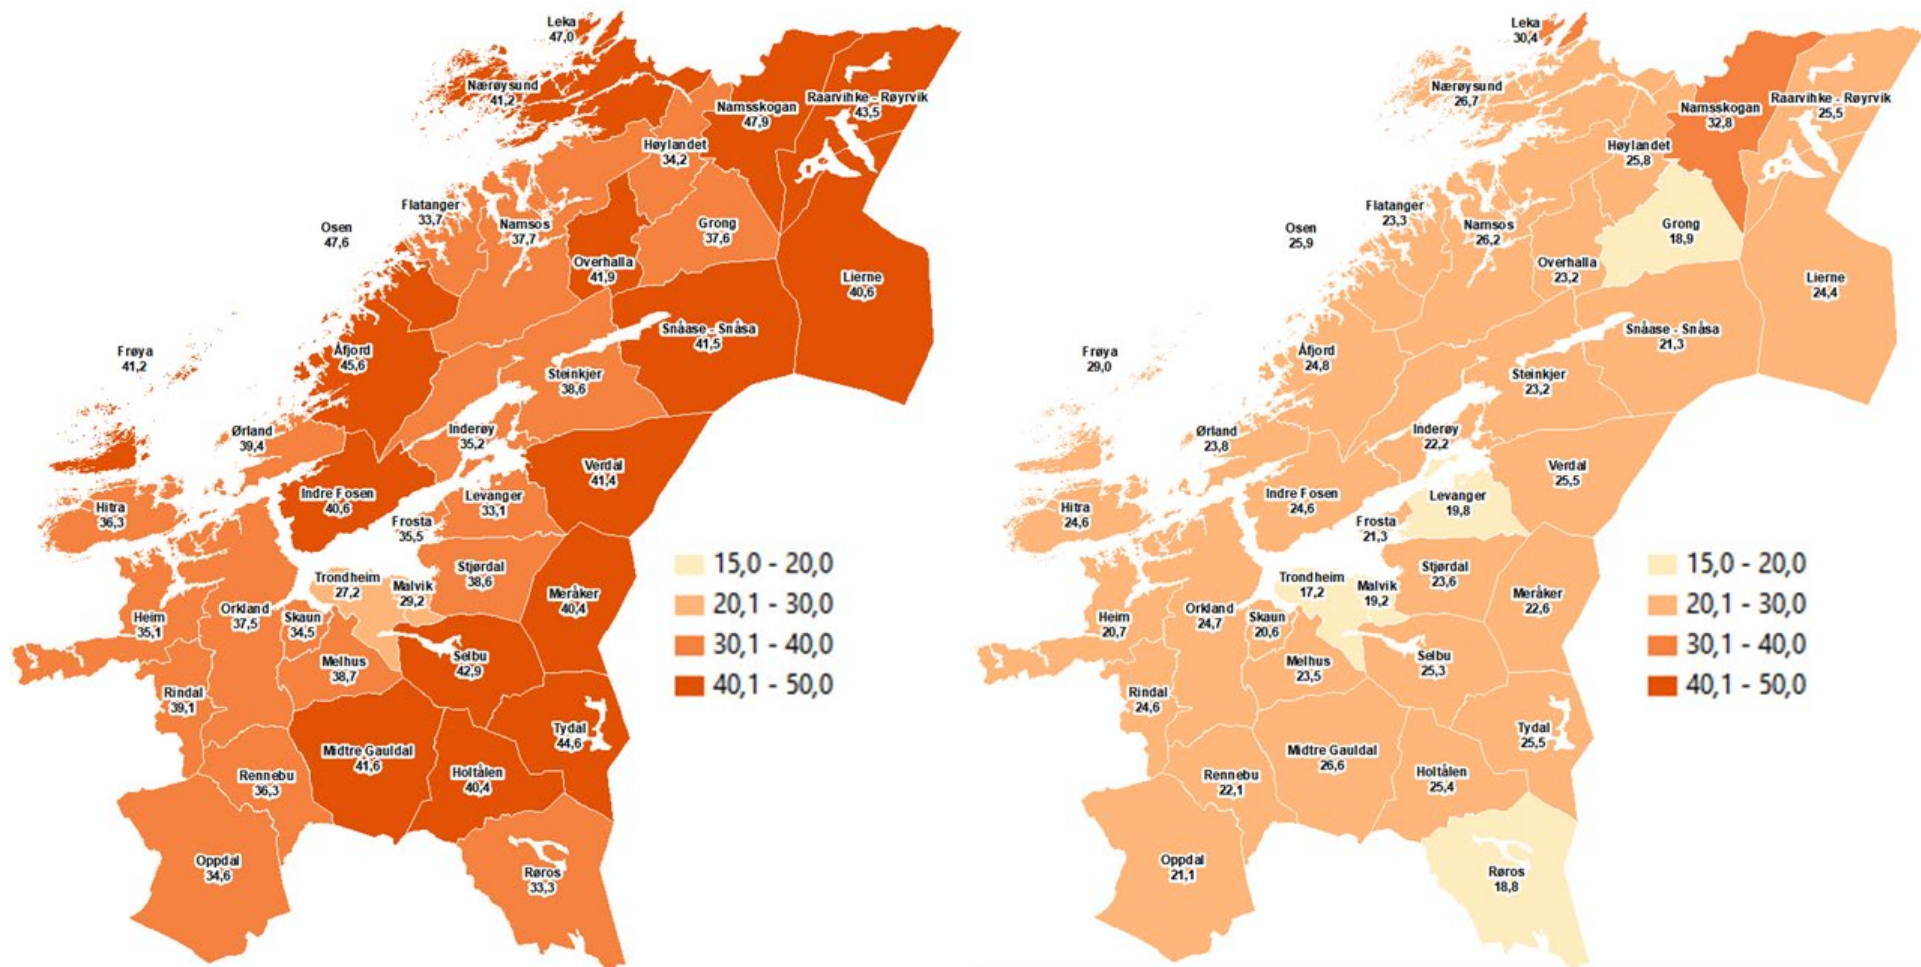 Leka
47,0
Nærøysund
41,2
Namsskogan
47,9
Raarvihke - Røyrvik
43,5
Høylandet
34,2
Flatanger
33,7
Osen
47,6
Namsos
37,7
Grong
37,6
Overhalla
41,9
Lierne
40,6
Snåase - Snåsa
41,5
Frøya
41,2
Åfjord
45,6
Steinkjer
38,6
Ørland
39,4
Inderøy
35,2
Verdal
41,4
Indre Fosen
40,6
Levanger
33,1
Hitra
36,3
Frosta
35,5
Stjørdal
38,6
Trondheim
27,2
Malvik
29,2
Meråker
40,4
Heim
35,1
Orkland
37,5
Skaun
34,5
Melhus
38,7
Selbu
42,9
Rindal
39,1
Tydal
44,6
Midtre Gauldal
41,6
Holtålen
40,4
Rennebu
36,3
Oppdal
34,6
Røros
33,3
15,0 - 20,0
20,1 - 30,0
30,1 - 40,0
40,1 - 50,0
Leka
30,4
Nærøysund
26,7
Namsskogan
32,8
Raarvihke - Røyrvik
25,5
Høylandet
25,8
Flatanger
23,3
Osen
25,9
Namsos
26,2
Grong
18,9
Overhalla
23,2
Lierne
24,4
Snåase - Snåsa
21,3
Frøya
29,0
Åfjord
24,8
Steinkjer
23,2
Ørland
23,8
Inderøy
22,2
Verdal
25,5
Indre Fosen
24,6
Levanger
19,8
Hitra
24,6
Frosta
21,3
Stjørdal
23,6
Trondheim
17,2
Malvik
19,2
Meråker
22,6
Heim
20,7
Orkland
24,7
Skaun
20,6
Melhus
23,5
Selbu
25,3
Rindal
24,6
Tydal
25,5
Midtre Gauldal
26,6
Holtålen
25,4
Rennebu
22,1
Oppdal
21,1
Røros
18,8
15,0 - 20,0
20,1 - 30,0
30,1 - 40,0
40,1 - 50,0